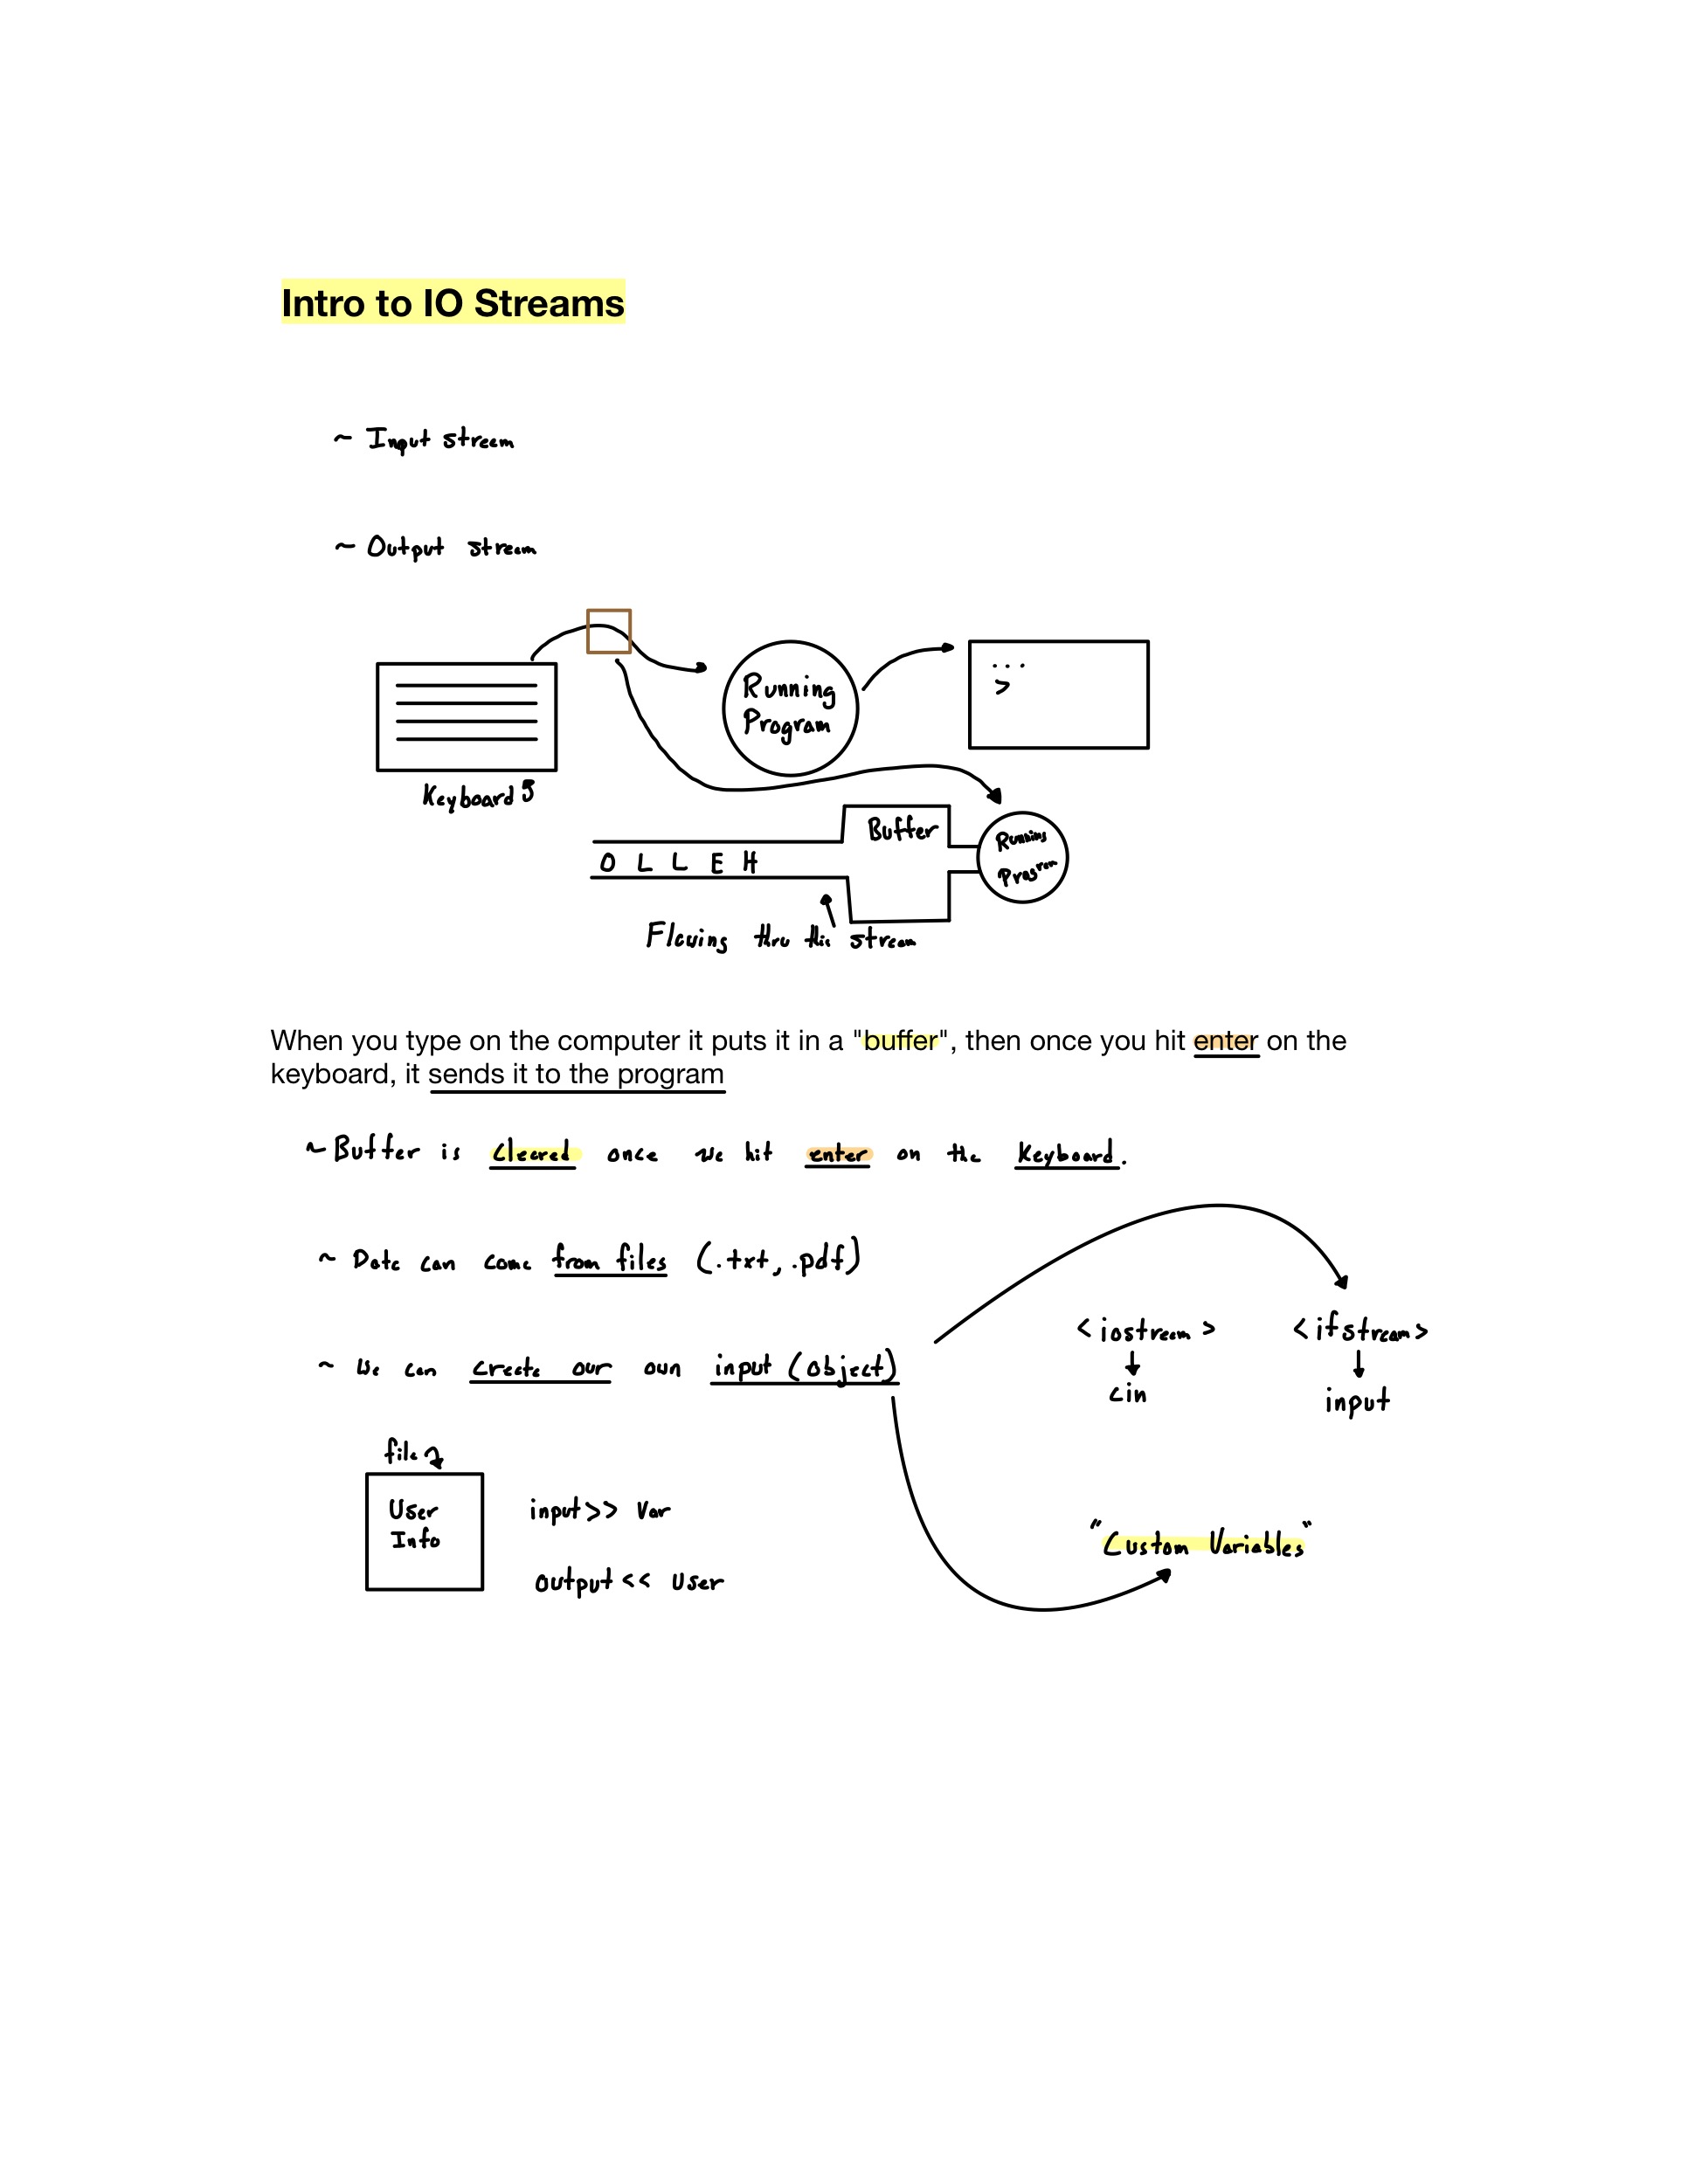 Intro to IO Streams
~ Input stream
~ Output stream
Running
Program
...
>
Keyboard
Buffer
O L L E H
Running
Program
Flowing thru this stream
When you type on the computer it puts it in a "buffer", then once you hit enter on the
keyboard, it sends it to the program
~ Buffer is cleared once we hit enter on the Keyboard.
~ Data can come from files (.txt, .pdf)
<iostream> <ifstream>
~ We can create our own input (object)
cin input
file
User
Info
input>> Var
"Custom Variables"
output<< User